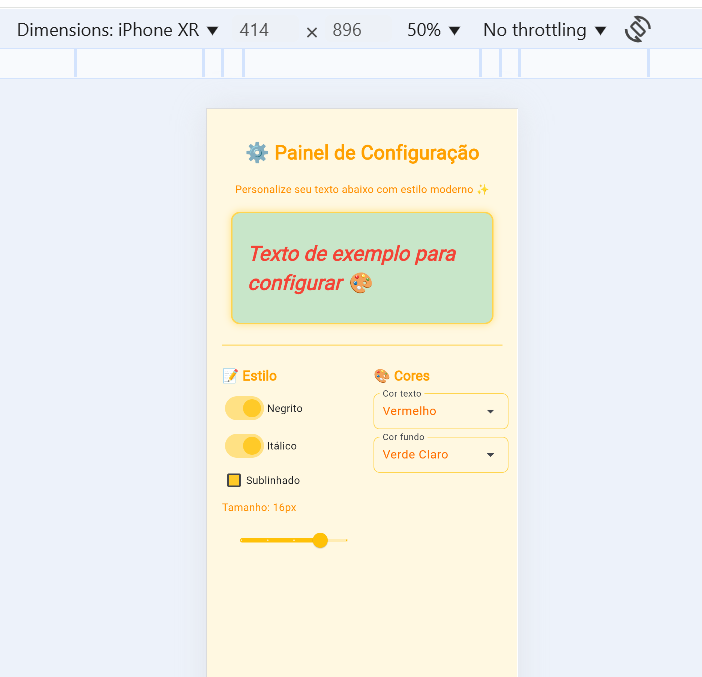 Dimensions: iPhone XR ▼ 414 × 896 50% ▼ No throttling ▼
⚙️ Painel de Configuração
Personalize seu texto abaixo com estilo moderno ✨
Texto de exemplo para
configurar 🎨
📝 Estilo
Negrito
Itálico
Sublinhado
Tamanho: 16px
🎨 Cores
Cor texto
Vermelho
Cor fundo
Verde Claro